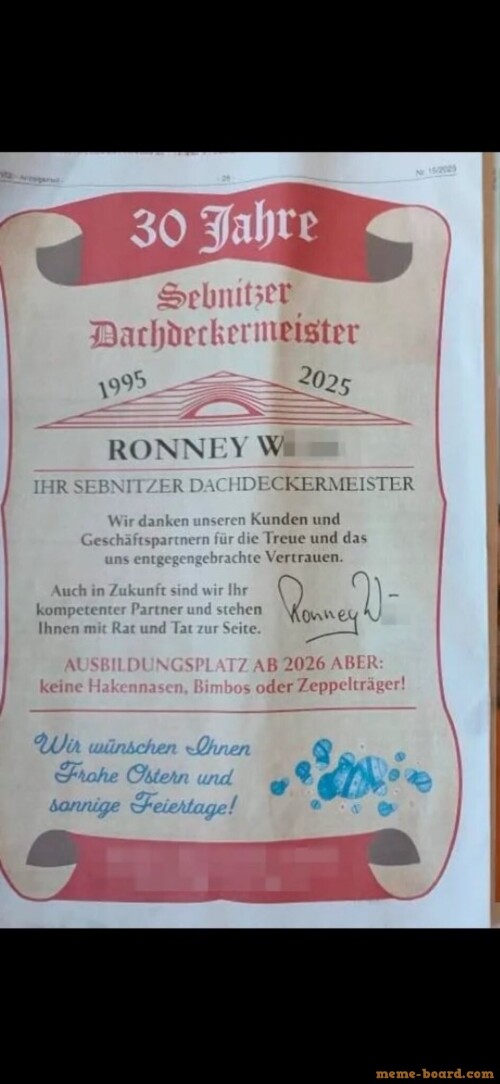 Nr. 15/2025
30 Jahre
Sebnitzer
Dachdeckermeister
1995
2025
RONNEY W
IHR SEBNITZER DACHDECKERMEISTER
Wir danken unseren Kunden und
Geschäftspartnern für die Treue und das
uns entgegengebrachte Vertrauen.
Auch in Zukunft sind wir Ihr
kompetenter Partner und stehen
Ihnen mit Rat und Tat zur Seite.
Ronney W
AUSBILDUNGSPLATZ AB 2026 ABER:
keine Hakennasen, Bimbos oder Zeppelträger!
Wir wünschen Ihnen
Frohe Ostern und
sonnige Feiertage!
meme-board.com